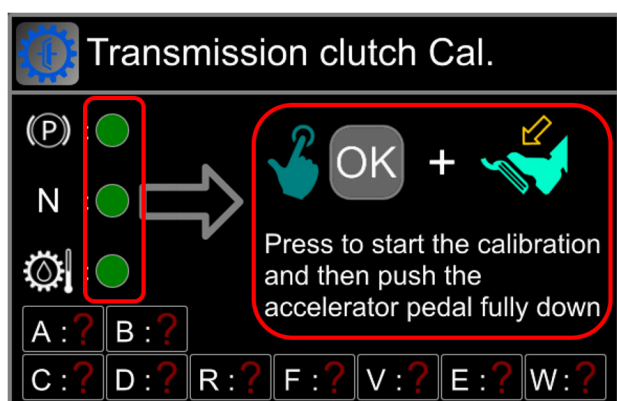 Transmission clutch Cal.
(P) :
N :
:
OK +
Press to start the calibration
and then push the
accelerator pedal fully down
A : ? B : ?
C : ? D : ? R : ? F : ? V : ? E : ? W : ?